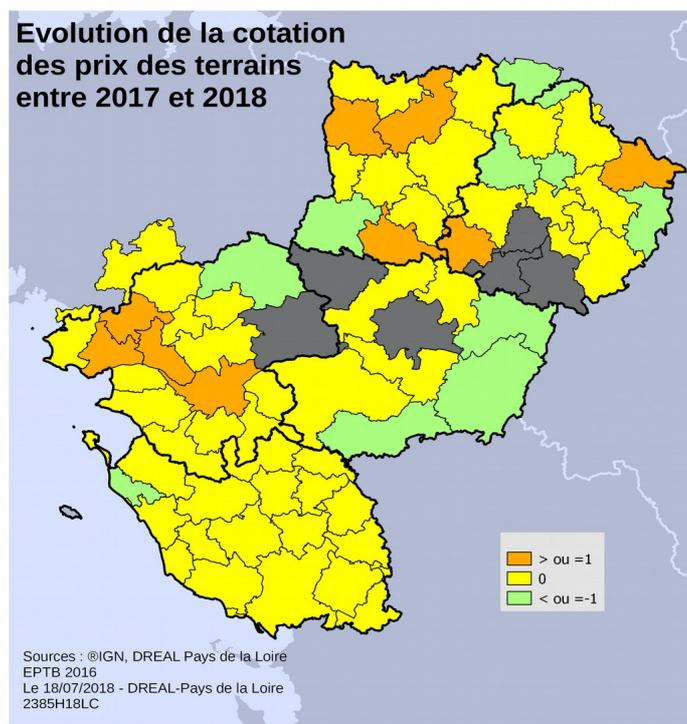 Evolution de la cotation
des prix des terrains
entre 2017 et 2018
> ou =1
0
< ou =-1
Sources : ®IGN, DREAL Pays de la Loire
EPTB 2016
Le 18/07/2018 - DREAL-Pays de la Loire
2385H18LC